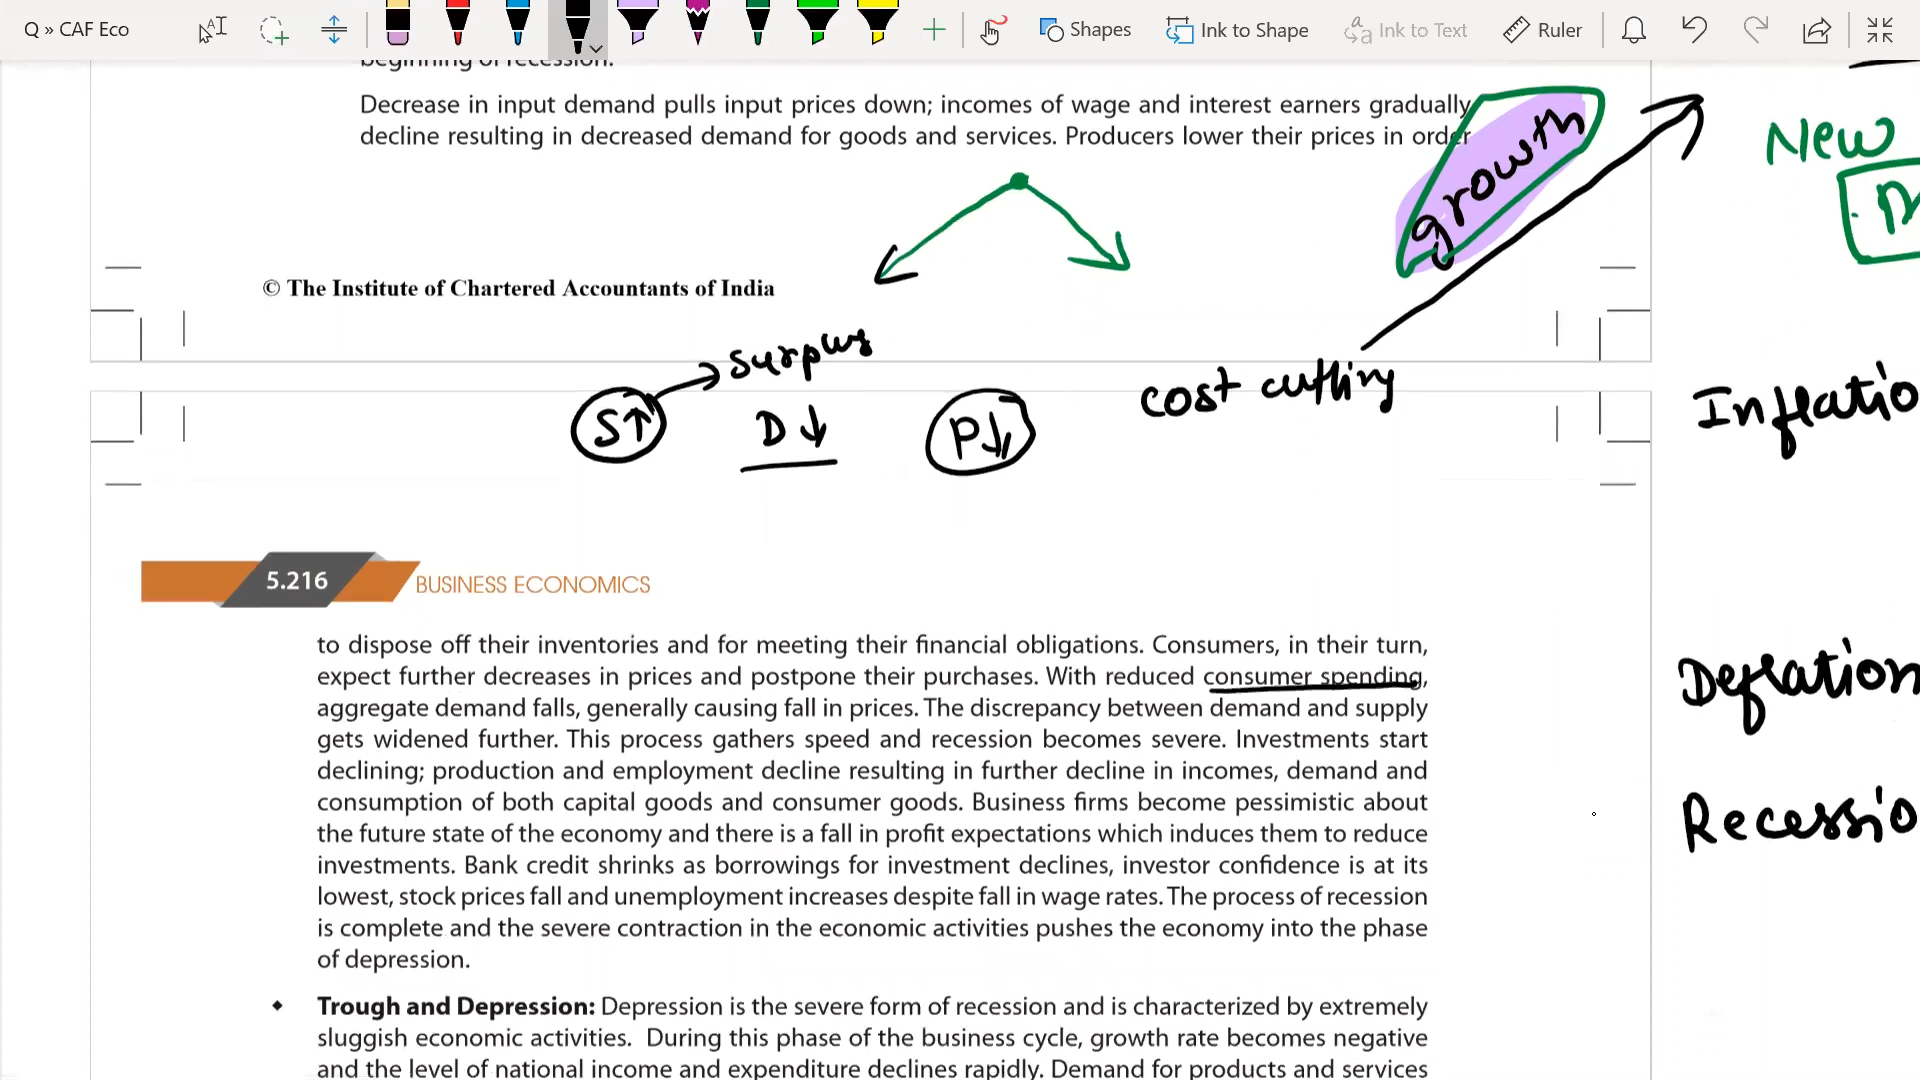 Q » CAF Eco
Shapes
Ink to Shape
Ink to Text
Ruler
beginning of recession.
Decrease in input demand pulls input prices down; incomes of wage and interest earners gradually
decline resulting in decreased demand for goods and services. Producers lower their prices in order
growth
New
© The Institute of Chartered Accountants of India
surplus
S↑
D↓
P↓
cost cutting
Inflatio
5.216
BUSINESS ECONOMICS
to dispose off their inventories and for meeting their financial obligations. Consumers, in their turn,
expect further decreases in prices and postpone their purchases. With reduced consumer spending,
aggregate demand falls, generally causing fall in prices. The discrepancy between demand and supply
gets widened further. This process gathers speed and recession becomes severe. Investments start
declining; production and employment decline resulting in further decline in incomes, demand and
consumption of both capital goods and consumer goods. Business firms become pessimistic about
the future state of the economy and there is a fall in profit expectations which induces them to reduce
investments. Bank credit shrinks as borrowings for investment declines, investor confidence is at its
lowest, stock prices fall and unemployment increases despite fall in wage rates. The process of recession
is complete and the severe contraction in the economic activities pushes the economy into the phase
of depression.
Deflation
Recessio
◆ Trough and Depression: Depression is the severe form of recession and is characterized by extremely
sluggish economic activities. During this phase of the business cycle, growth rate becomes negative
and the level of national income and expenditure declines rapidly. Demand for products and services